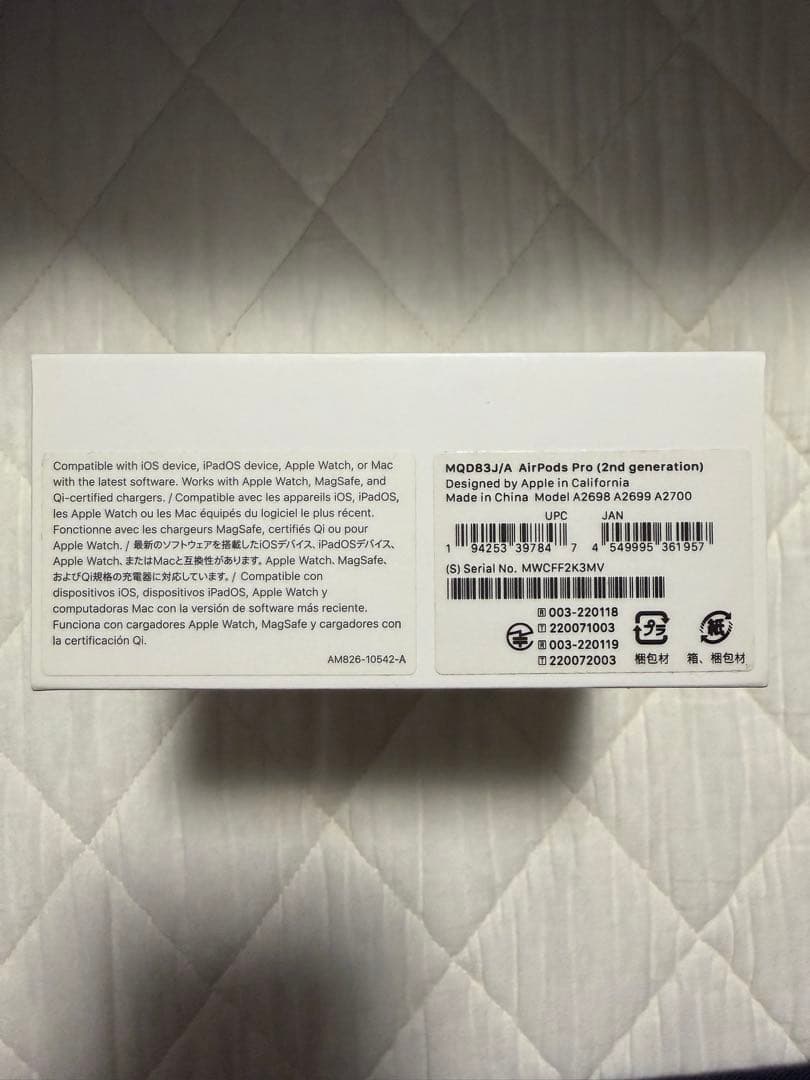 Compatible with iOS device, iPadOS device, Apple Watch, or Mac
with the latest software. Works with Apple Watch, MagSafe, and
Qi-certified chargers. / Compatible avec les appareils iOS, iPadOS,
les Apple Watch ou les Mac équipés du logiciel le plus récent.
Fonctionne avec les chargeurs MagSafe, certifiés Qi ou pour
Apple Watch. / 最新のソフトウェアを搭載したiOSデバイス、iPadOSデバイス、
Apple Watch、またはMacと互換性があります。Apple Watch、MagSafe、
およびQi規格の充電器に対応しています。/ Compatible con
dispositivos iOS, dispositivos iPadOS, Apple Watch y
computadoras Mac con la versión de software más reciente.
Funciona con cargadores Apple Watch, MagSafe y cargadores con
la certificación Qi.
AM826-10542-A
MQD83J/A AirPods Pro (2nd generation)
Designed by Apple in California
Made in China Model A2698 A2699 A2700
UPC JAN
1 94253 39784 7 4 549995 361957
(S) Serial No. MWCFF2K3MV
R 003-220118
T 220071003
R 003-220119
T 220072003
プラ 紙
梱包材 箱、梱包材